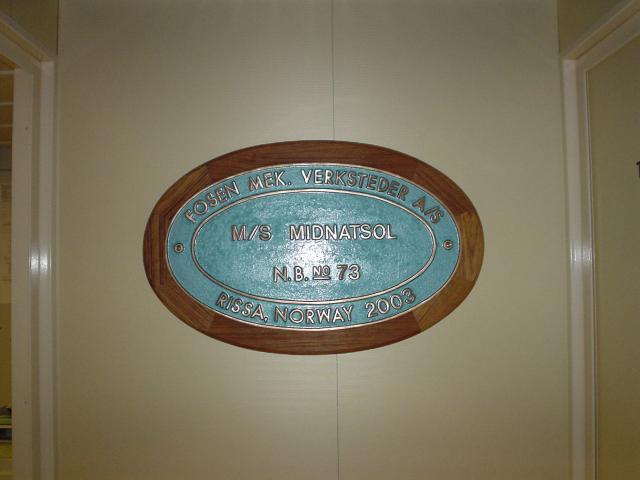 FOSEN MEK. VERKSTEDER A/S
M/S MIDNATSOL
N.B. NO 73
RISSA, NORWAY 2003